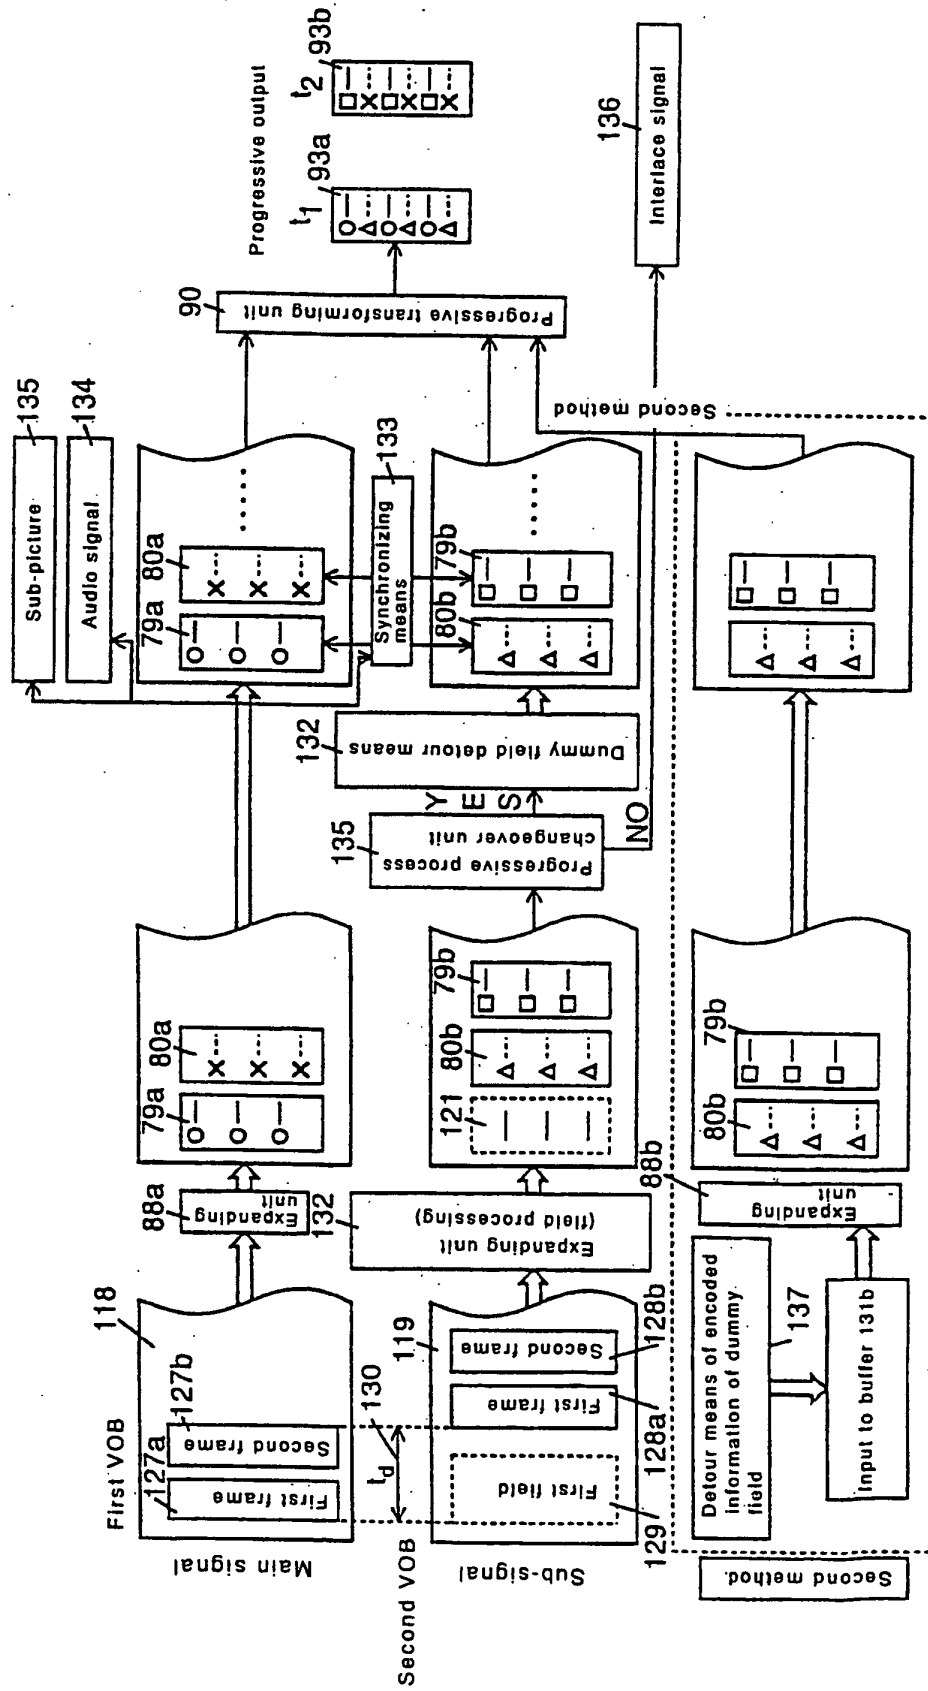 First VOB
Main signal
118
127a
First frame
127b
Second frame
130
td
Second VOB
Sub-signal
119
129
First field
128a
First frame
128b
Second frame
88a
Expanding
unit
132
Expanding unit
(field processing)
79a
80a
121
80b
79b
135
Progressive process
changeover unit
YES
NO
132
Dummy field detour means
Sub-picture
135
Audio signal
134
79a
80a
Synchronizing
means
133
80b
79b
90
Progressive transforming unit
Progressive output
t1
93a
t2
93b
Interlace signal
136
Second method.
Second method
Detour means of encoded
information of dummy
field
137
Input to buffer 131b
88b
Expanding
unit
80b
79b